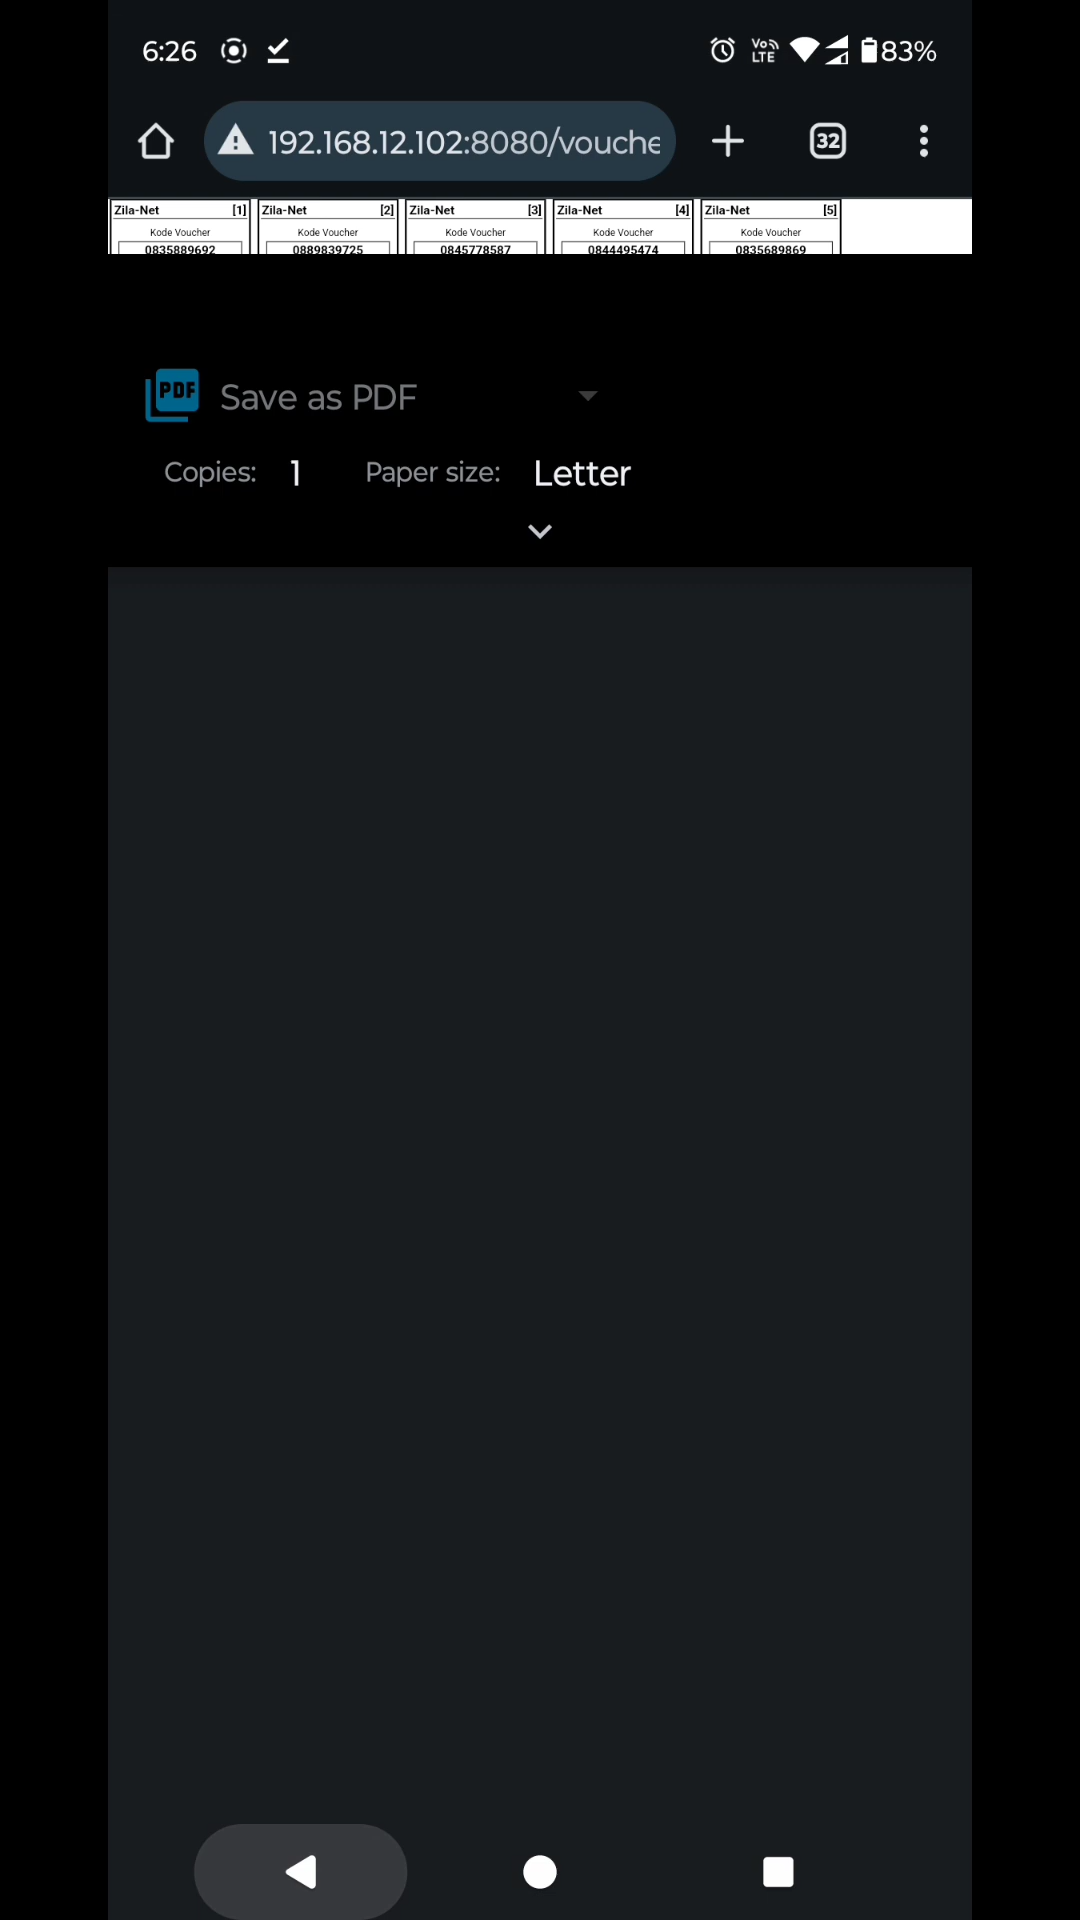 6:26 Vo LTE 83%
192.168.12.102:8080/vouche 32
Zila-Net [1] Zila-Net [2] Zila-Net [3] Zila-Net [4] Zila-Net [5]
Kode Voucher Kode Voucher Kode Voucher Kode Voucher Kode Voucher
0835889692 0889839725 0845778587 0844495474 0835689869
PDF Save as PDF
Copies: 1 Paper size: Letter